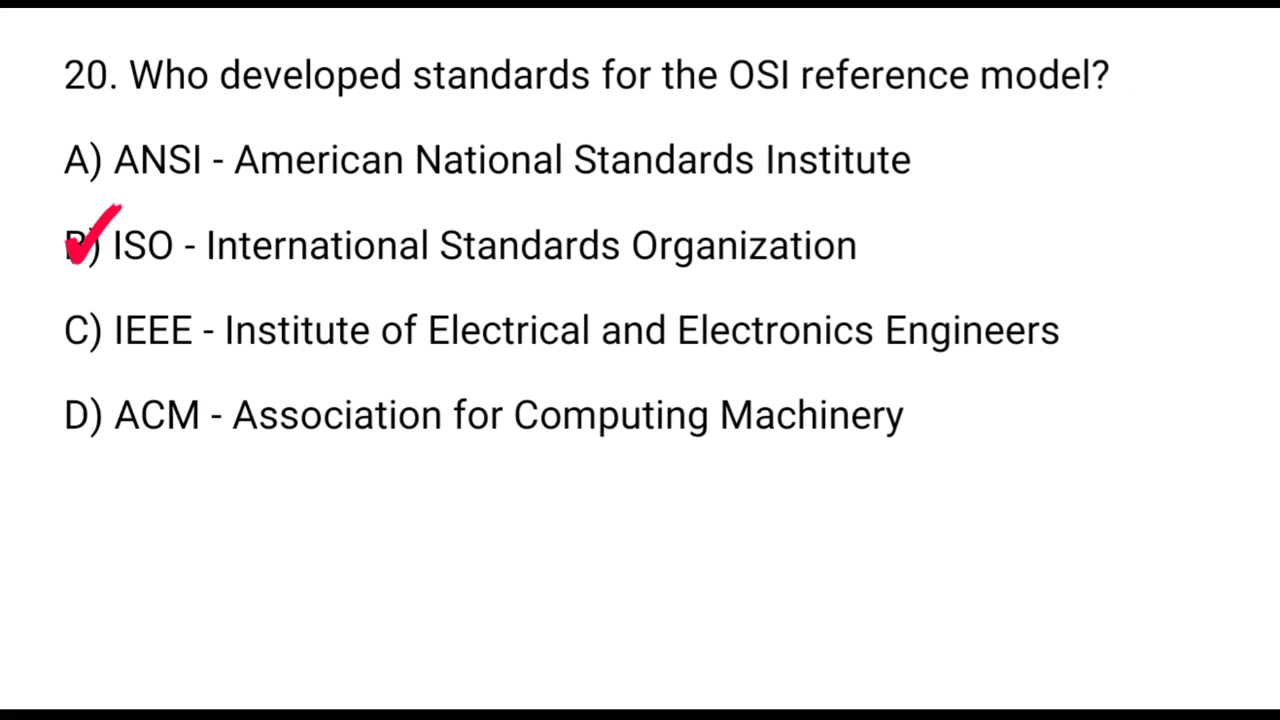 20. Who developed standards for the OSI reference model?
A) ANSI - American National Standards Institute
B) ISO - International Standards Organization
C) IEEE - Institute of Electrical and Electronics Engineers
D) ACM - Association for Computing Machinery